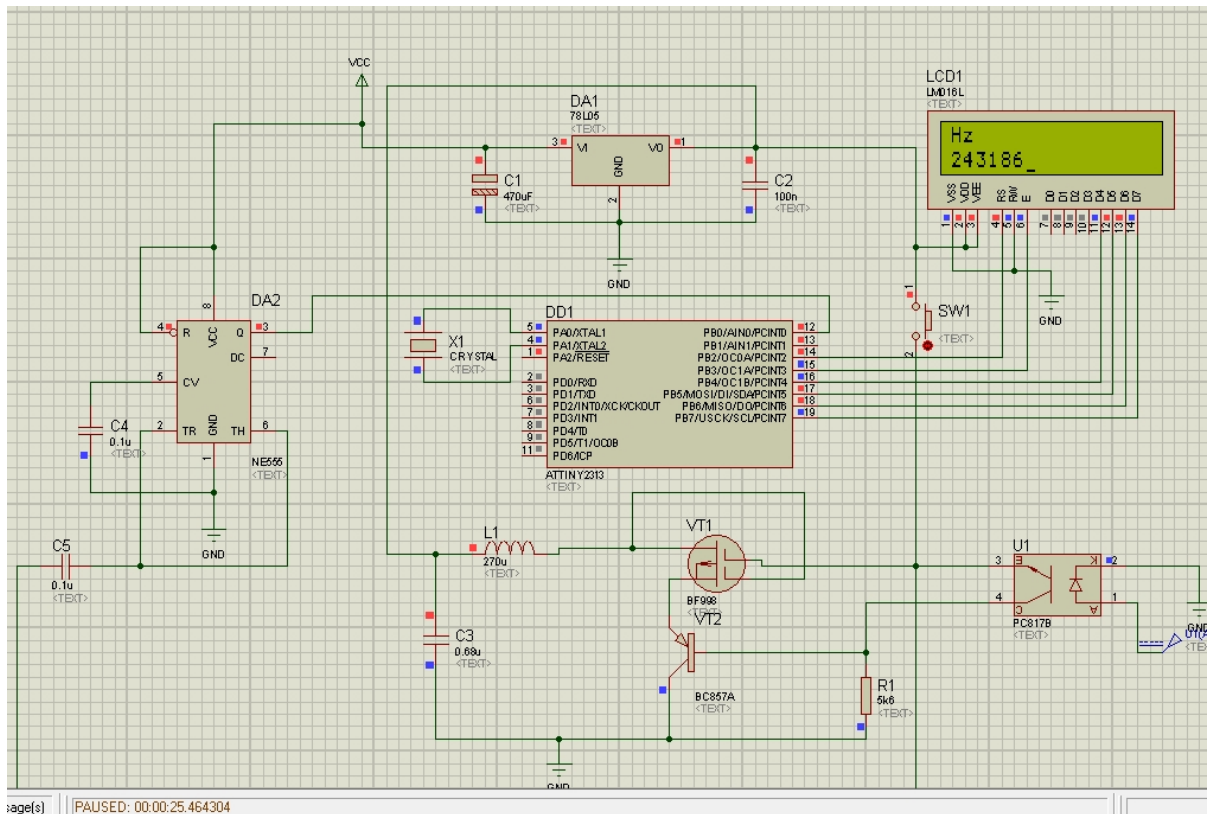 VCC
DA1
78L05
<TEXT>
3
VI
VO
1
GND
2
C1
470uF
<TEXT>
C2
100n
<TEXT>
GND
LCD1
LM016L
<TEXT>
Hz
243186_
VSS
VDD
VEE
RS
RW
E
D0
D1
D2
D3
D4
D5
D6
D7
1
2
3
4
5
6
7
8
9
10
11
12
13
14
GND
1
SW1
<TEXT>
2
DA2
8
VCC
4
R
Q
3
DC
7
5
CV
2
TR
GND
TH
6
1
NE555
<TEXT>
C4
0.1u
<TEXT>
GND
C5
0.1u
<TEXT>
X1
CRYSTAL
<TEXT>
DD1
5
PA0/XTAL1
4
PA1/XTAL2
1
PA2/RESET
2
PD0/RXD
3
PD1/TXD
6
PD2/INT0/XCK/CKOUT
7
PD3/INT1
8
PD4/T0
9
PD5/T1/OC0B
11
PD6/ICP
PB0/AIN0/PCINT0
12
PB1/AIN1/PCINT1
13
PB2/OC0A/PCINT2
14
PB3/OC1A/PCINT3
15
PB4/OC1B/PCINT4
16
PB5/MOSI/DI/SDA/PCINT5
17
PB6/MISO/DO/PCINT6
18
PB7/USCK/SCL/PCINT7
19
ATTINY2313
<TEXT>
L1
270u
<TEXT>
VT1
BF998
<TEXT>
VT2
BC857A
<TEXT>
C3
0.68u
<TEXT>
R1
5k6
<TEXT>
GND
U1
3
E
K
2
4
C
A
1
PC817B
<TEXT>
GND
U1(A
<TE
sage(s)
PAUSED: 00:00:25.464304